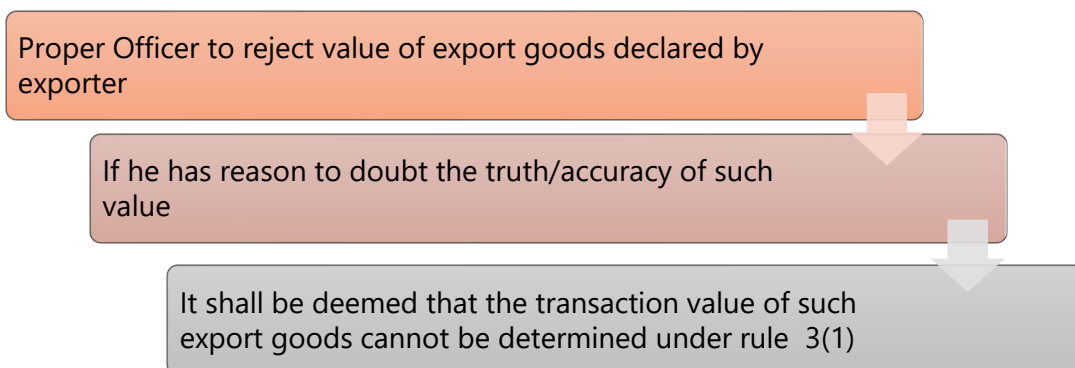 Proper Officer to reject value of export goods declared by
exporter
If he has reason to doubt the truth/accuracy of such
value
It shall be deemed that the transaction value of such
export goods cannot be determined under rule 3(1)